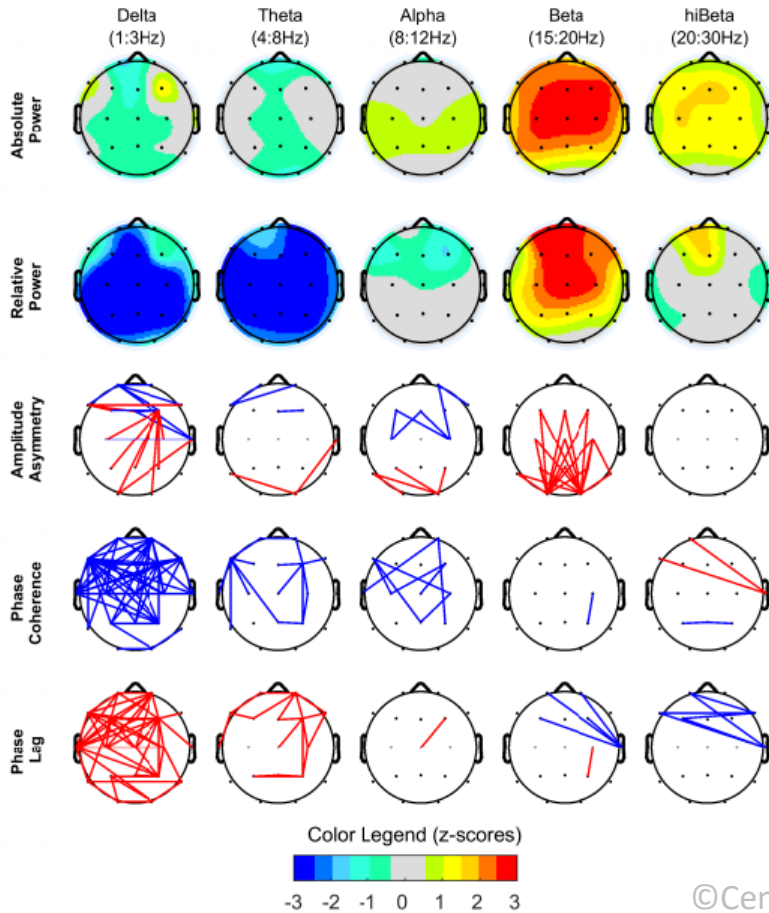 Delta Theta Alpha Beta hiBeta
(1:3Hz) (4:8Hz) (8:12Hz) (15:20Hz) (20:30Hz)
Absolute
Power
Relative
Power
Amplitude
Asymmetry
Phase
Coherence
Phase
Lag
Color Legend (z-scores)
-3 -2 -1 0 1 2 3
©Cer